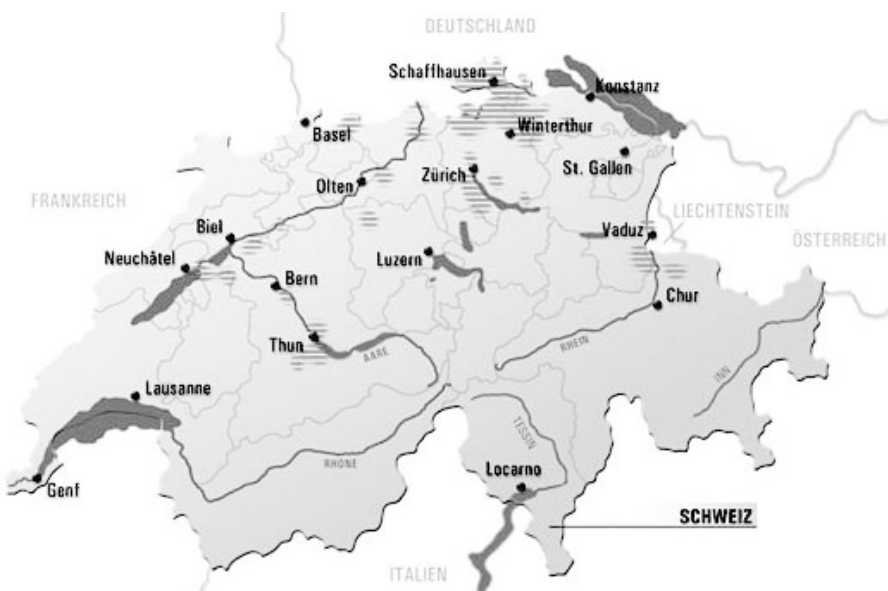 DEUTSCHLAND
Schaffhausen
Konstanz
Basel
Winterthur
St. Gallen
Zürich
Olten
FRANKREICH
LIECHTENSTEIN
Biel
Vaduz
ÖSTERREICH
Neuchâtel
Luzern
Bern
Chur
Thun
AARE
RHEIN
INN
Lausanne
TESSIN
RHONE
Locarno
Genf
SCHWEIZ
ITALIEN